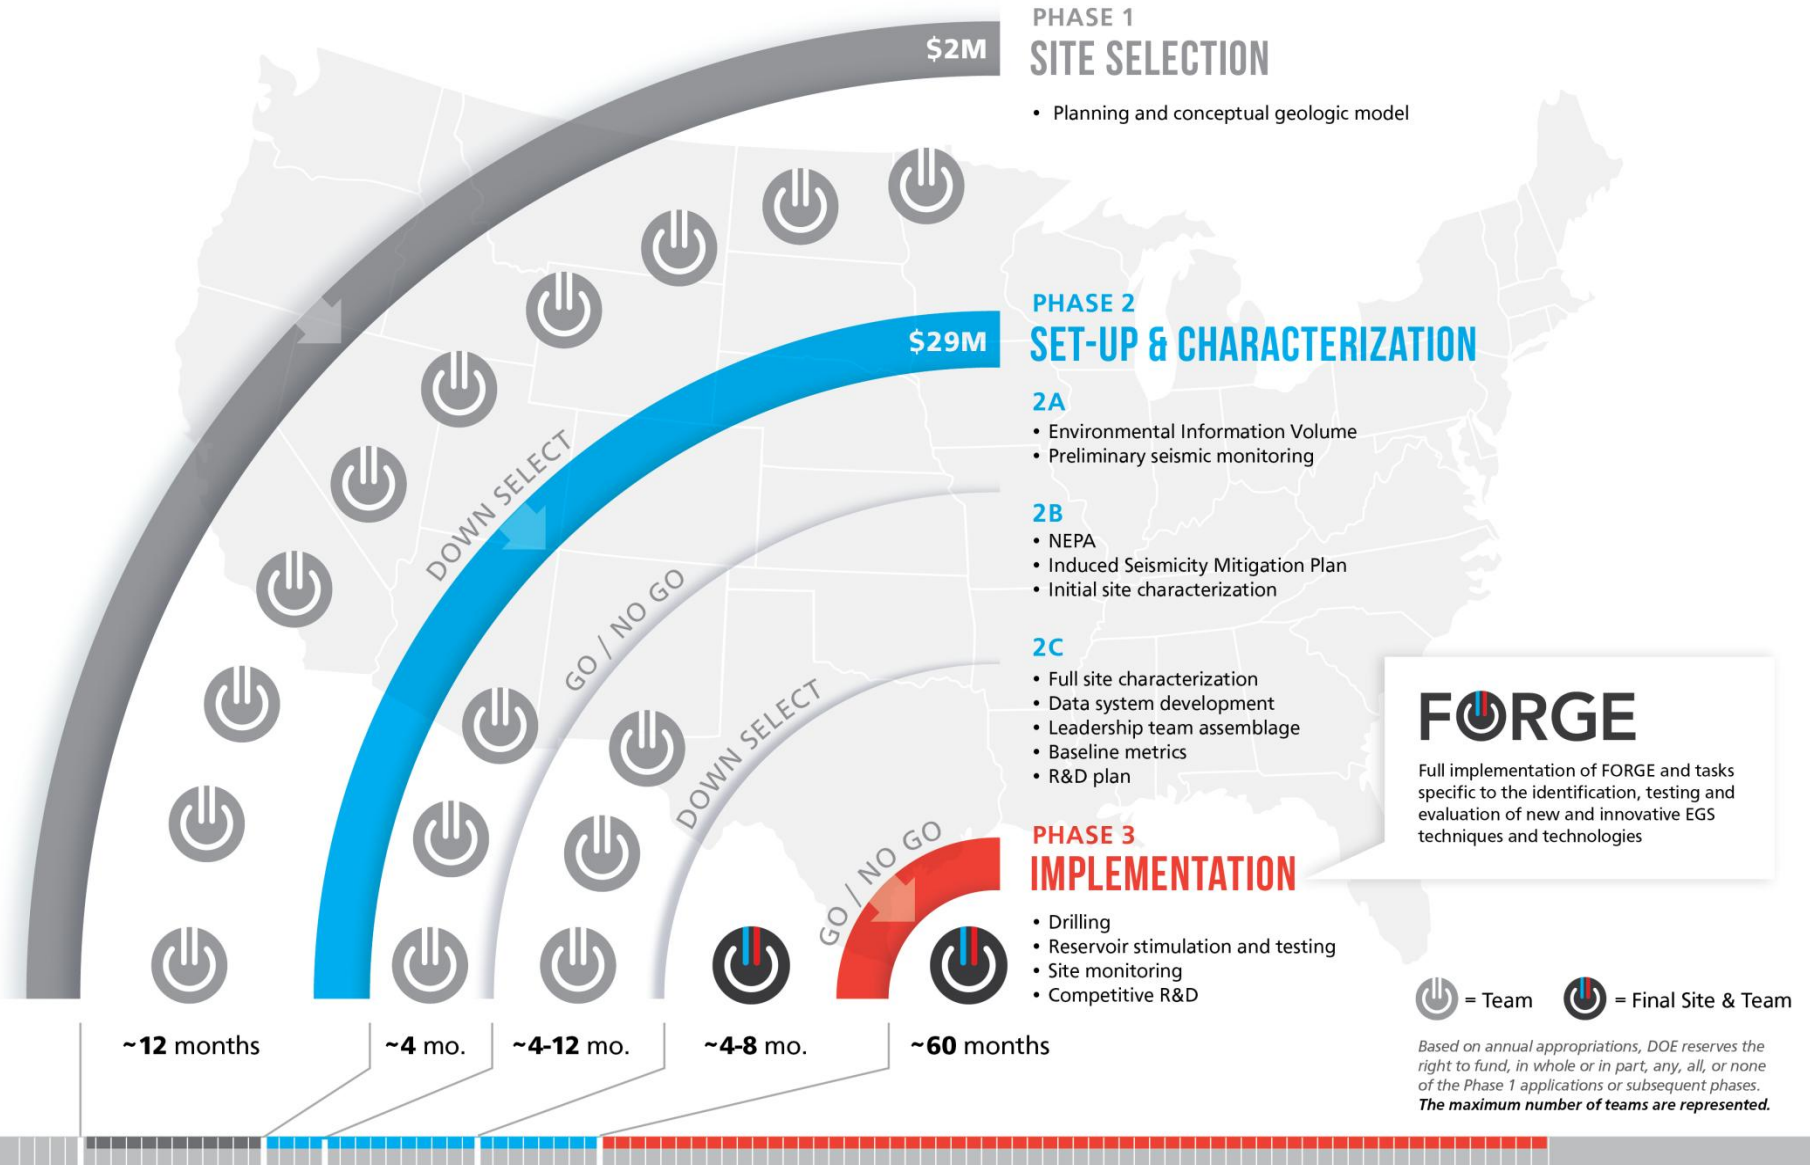 PHASE 1
$2M
SITE SELECTION
• Planning and conceptual geologic model
PHASE 2
$29M
SET-UP & CHARACTERIZATION
2A
• Environmental Information Volume
• Preliminary seismic monitoring
DOWN SELECT
2B
• NEPA
• Induced Seismicity Mitigation Plan
• Initial site characterization
GO / NO GO
2C
• Full site characterization
• Data system development
• Leadership team assemblage
• Baseline metrics
• R&D plan
DOWN SELECT
PHASE 3
IMPLEMENTATION
GO / NO GO
• Drilling
• Reservoir stimulation and testing
• Site monitoring
• Competitive R&D
FORGE
Full implementation of FORGE and tasks
specific to the identification, testing and
evaluation of new and innovative EGS
techniques and technologies
= Team
= Final Site & Team
~12 months
~4 mo.
~4-12 mo.
~4-8 mo.
~60 months
Based on annual appropriations, DOE reserves the
right to fund, in whole or in part, any, all, or none
of the Phase 1 applications or subsequent phases.
The maximum number of teams are represented.